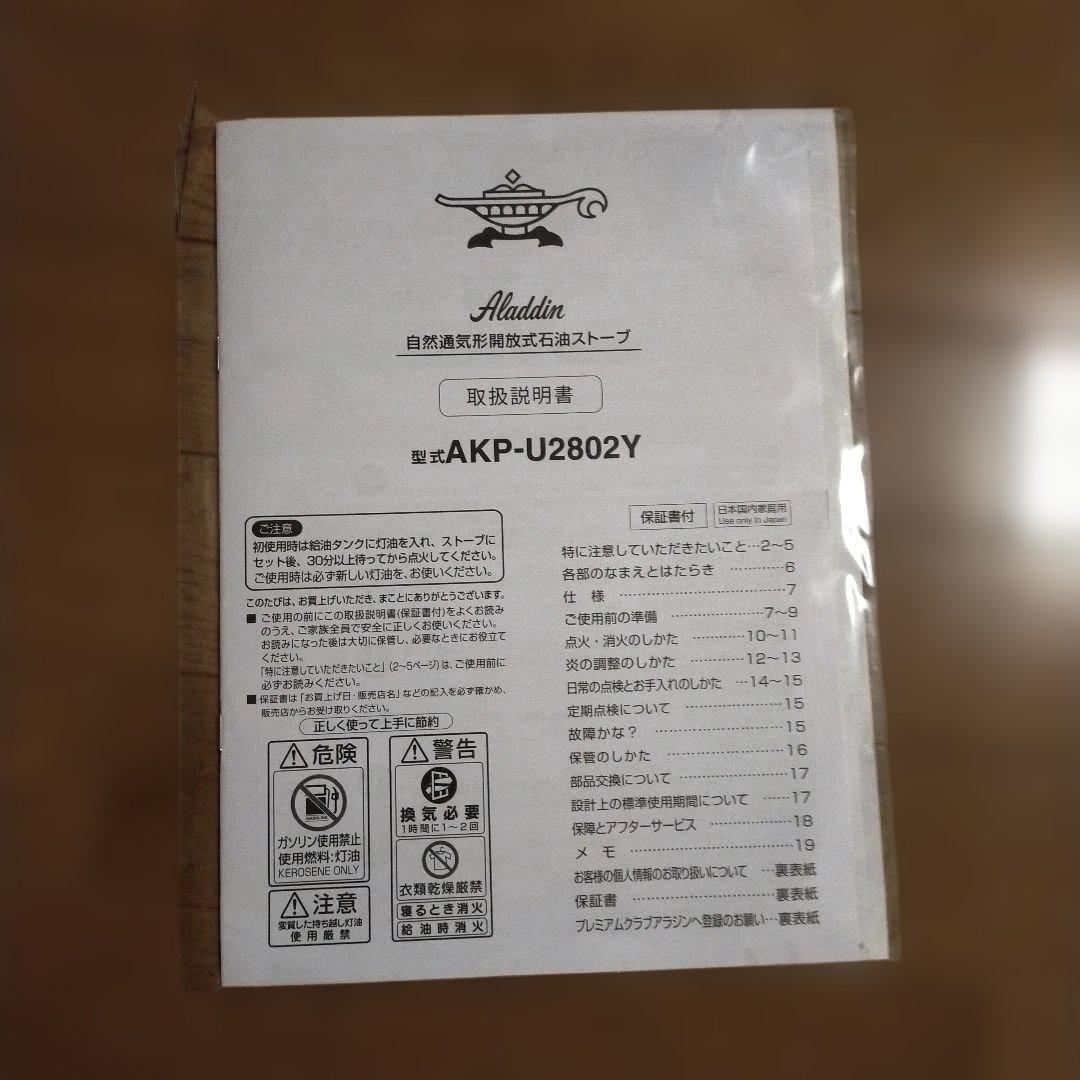 Aladdin
自然通気形開放式石油ストーブ
取扱説明書
型式AKP-U2802Y
ご注意
初使用時は給油タンクに灯油を入れ、ストーブに
セット後、30分以上待ってから点火してください。
ご使用時は必ず新しい灯油を、お使いください。
このたびは、お買上げいただき、まことにありがとうございます。
■ ご使用の前にこの取扱説明書(保証書付)をよくお読み
のうえ、ご家族全員で安全に正しくお使いください。
お読みになった後は大切に保管し、必要なときにお役立て
ください。
「特に注意していただきたいこと」(2～5ページ)は、ご使用前に
必ずお読みください。
■ 保証書は「お買上げ日・販売店名」などの記入を必ず確かめ、
販売店からお受け取りください。
正しく使って上手に節約
危険
GASOLINE
ガソリン使用禁止
使用燃料:灯油
KEROSENE ONLY
注意
変質した持ち越し灯油
使用厳禁
警告
換気必要
1時間に1～2回
衣類乾燥厳禁
寝るとき消火
給油時消火
保証書付
日本国内家庭用
Use only in Japan
特に注意していただきたいこと…2～5
各部のなまえとはたらき …………6
仕様 ……………………………7
ご使用前の準備 ………………7～9
点火・消火のしかた …………10～11
炎の調整のしかた …………12～13
日常の点検とお手入れのしかた …14～15
定期点検について ………………15
故障かな？ ……………………15
保管のしかた …………………16
部品交換について ………………17
設計上の標準使用期間について ……17
保障とアフターサービス ……………18
メモ ……………………………19
お客様の個人情報のお取り扱いについて …裏表紙
保証書 ………………………裏表紙
プレミアムクラブアラジンへ登録のお願い…裏表紙